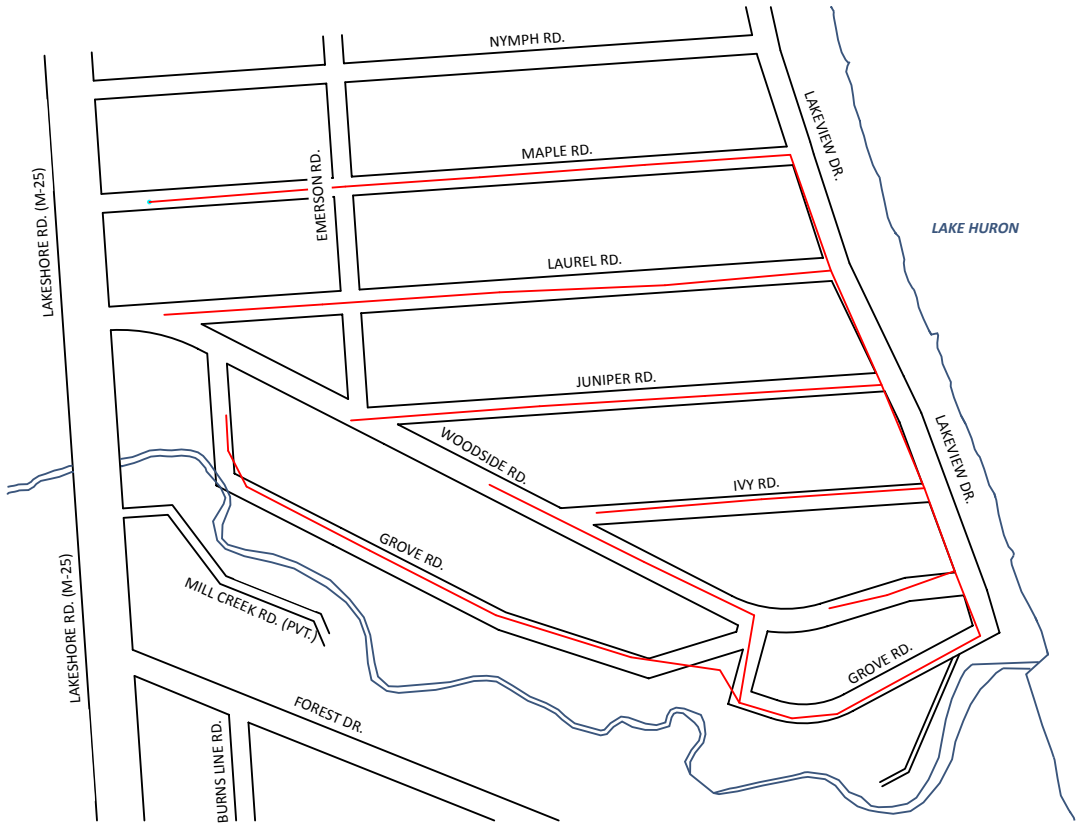 NYMPH RD.
LAKEVIEW DR.
MAPLE RD.
EMERSON RD.
LAKESHORE RD. (M-25)
LAKE HURON
LAUREL RD.
JUNIPER RD.
WOODSIDE RD.
LAKEVIEW DR.
IVY RD.
GROVE RD.
LAKESHORE RD. (M-25)
MILL CREEK RD. (PVT.)
GROVE RD.
FOREST DR.
BURNS LINE RD.